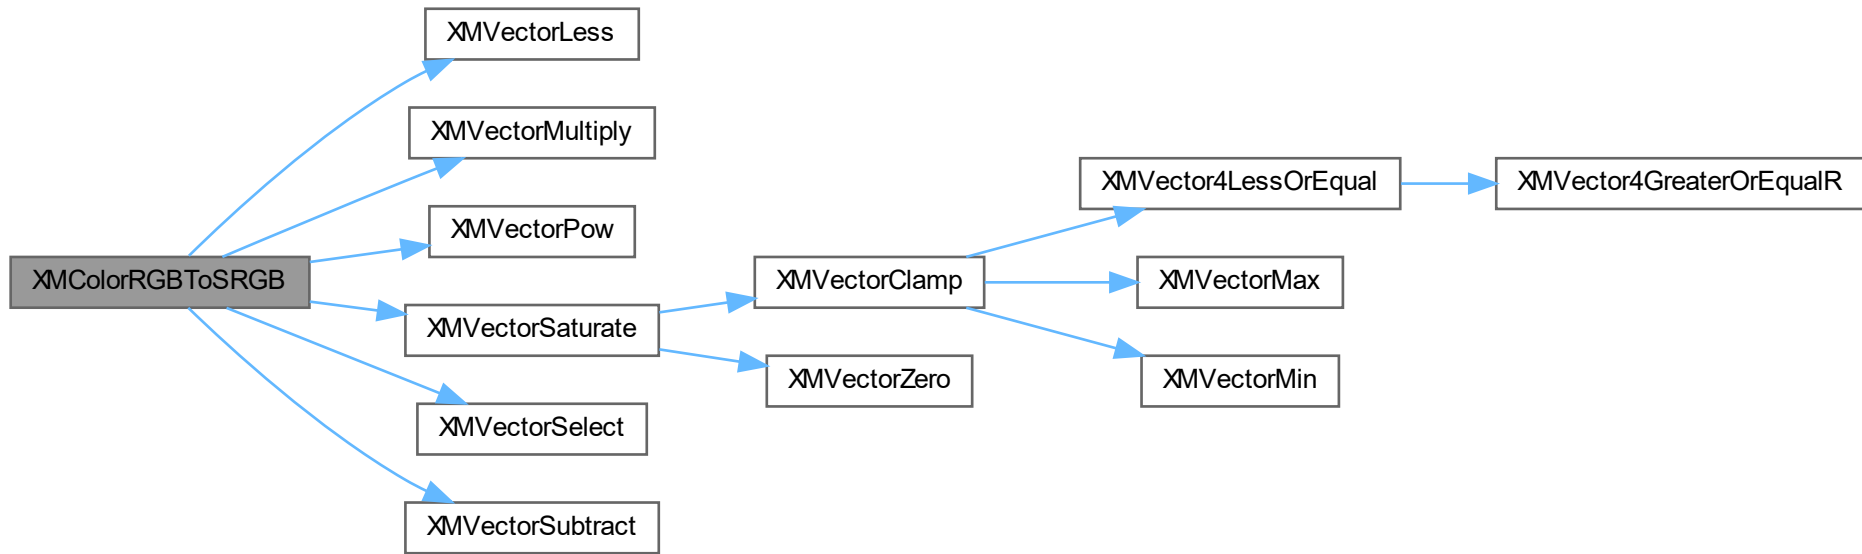 XMVectorLess
XMVectorMultiply
XMVector4LessOrEqual
XMVector4GreaterOrEqualR
XMVectorPow
XMColorRGBToSRGB
XMVectorClamp
XMVectorMax
XMVectorSaturate
XMVectorZero
XMVectorMin
XMVectorSelect
XMVectorSubtract